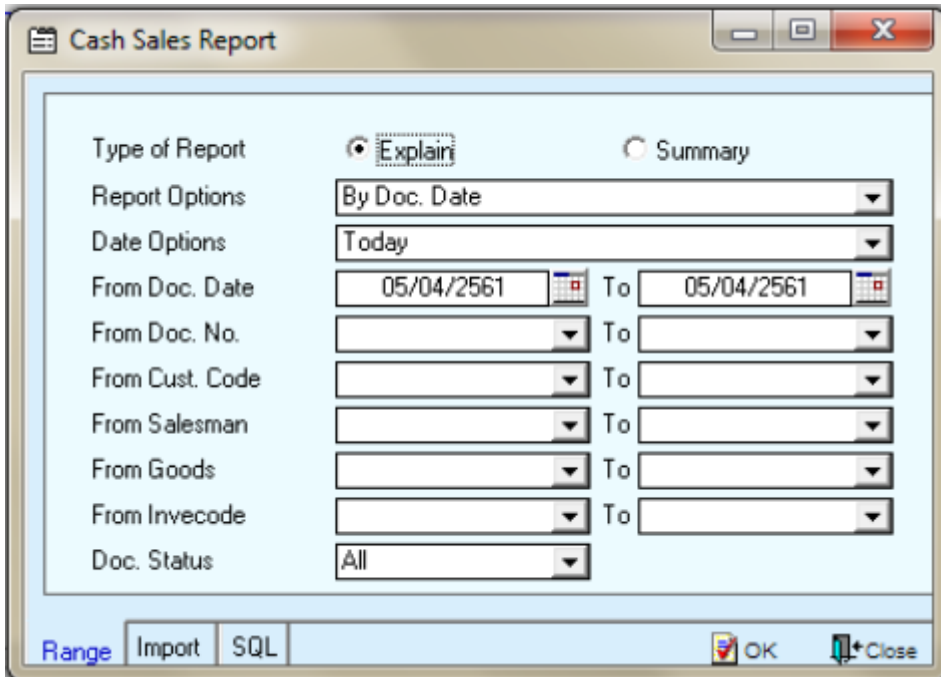 Cash Sales Report
Type of Report Explain Summary
Report Options By Doc. Date
Date Options Today
From Doc. Date 05/04/2561 To 05/04/2561
From Doc. No. To
From Cust. Code To
From Salesman To
From Goods To
From Invecode To
Doc. Status All
Range Import SQL OK Close